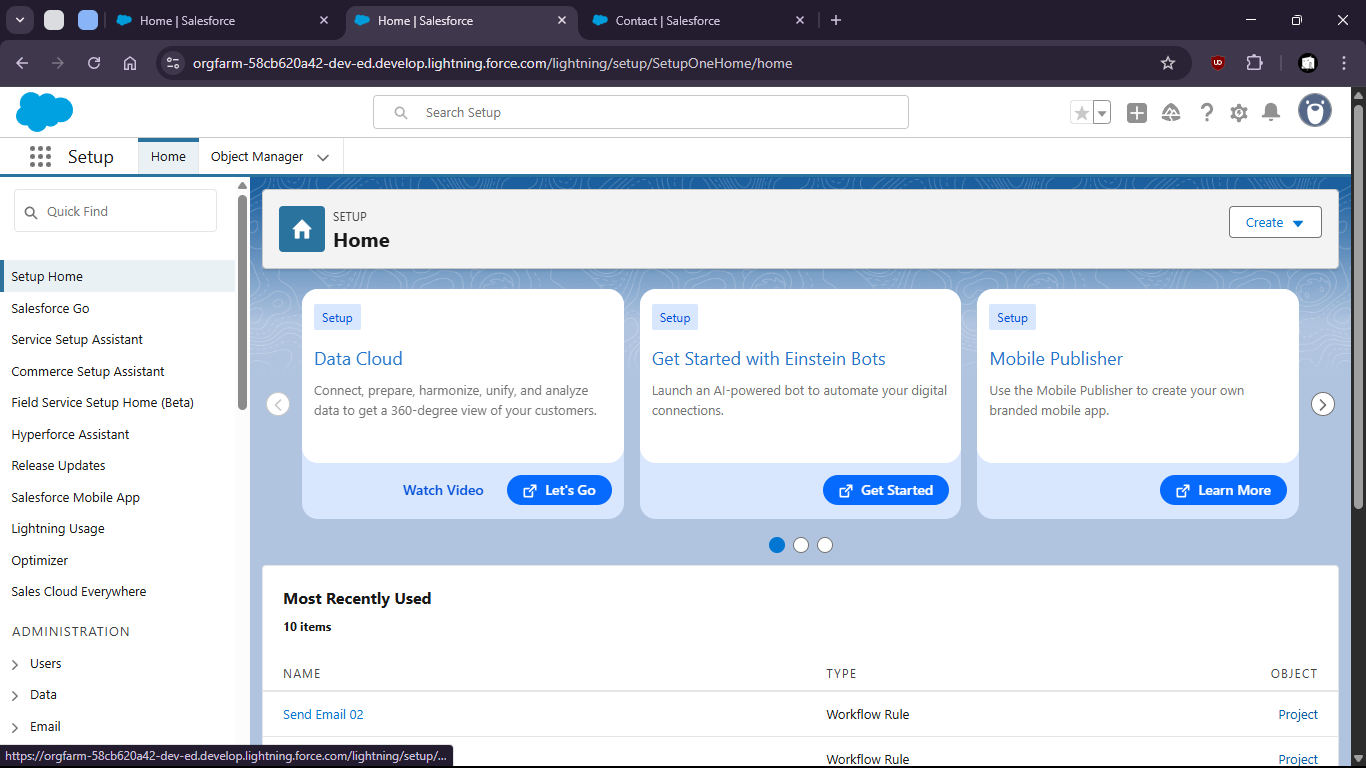 Home | Salesforce
Home | Salesforce
Contact | Salesforce
orgfarm-58cb620a42-dev-ed.develop.lightning.force.com/lightning/setup/SetupOneHome/home
Search Setup
Setup
Home
Object Manager
Quick Find
Setup Home
Salesforce Go
Service Setup Assistant
Commerce Setup Assistant
Field Service Setup Home (Beta)
Hyperforce Assistant
Release Updates
Salesforce Mobile App
Lightning Usage
Optimizer
Sales Cloud Everywhere
ADMINISTRATION
Users
Data
Email
SETUP
Home
Create
Setup
Data Cloud
Connect, prepare, harmonize, unify, and analyze
data to get a 360-degree view of your customers.
Watch Video
Let's Go
Setup
Get Started with Einstein Bots
Launch an AI-powered bot to automate your digital
connections.
Get Started
Setup
Mobile Publisher
Use the Mobile Publisher to create your own
branded mobile app.
Learn More
Most Recently Used
10 items
NAME TYPE OBJECT
Send Email 02 Workflow Rule Project
Workflow Rule Project
https://orgfarm-58cb620a42-dev-ed.develop.lightning.force.com/lightning/setup/...